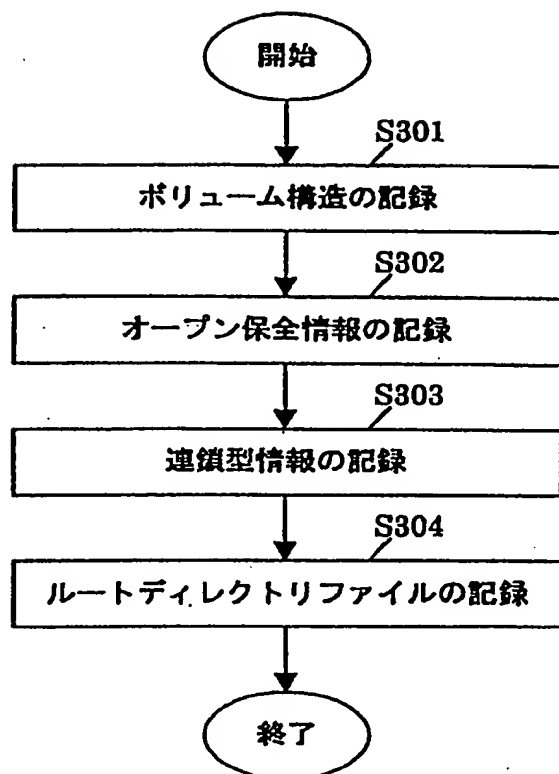 開始
S301
ボリューム構造の記録
S302
オープン保全情報の記録
S303
連鎖型情報の記録
S304
ルートディレクトリファイルの記録
終了